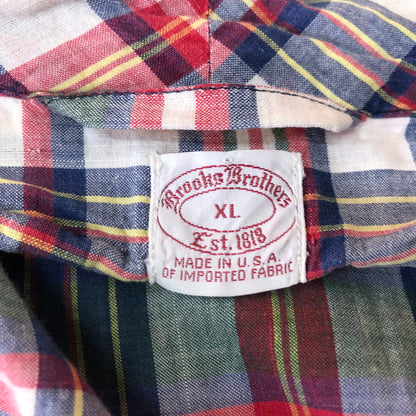 Brooks Brothers
XL
Est. 1818
MADE IN U.S.A.
OF IMPORTED FABRIC